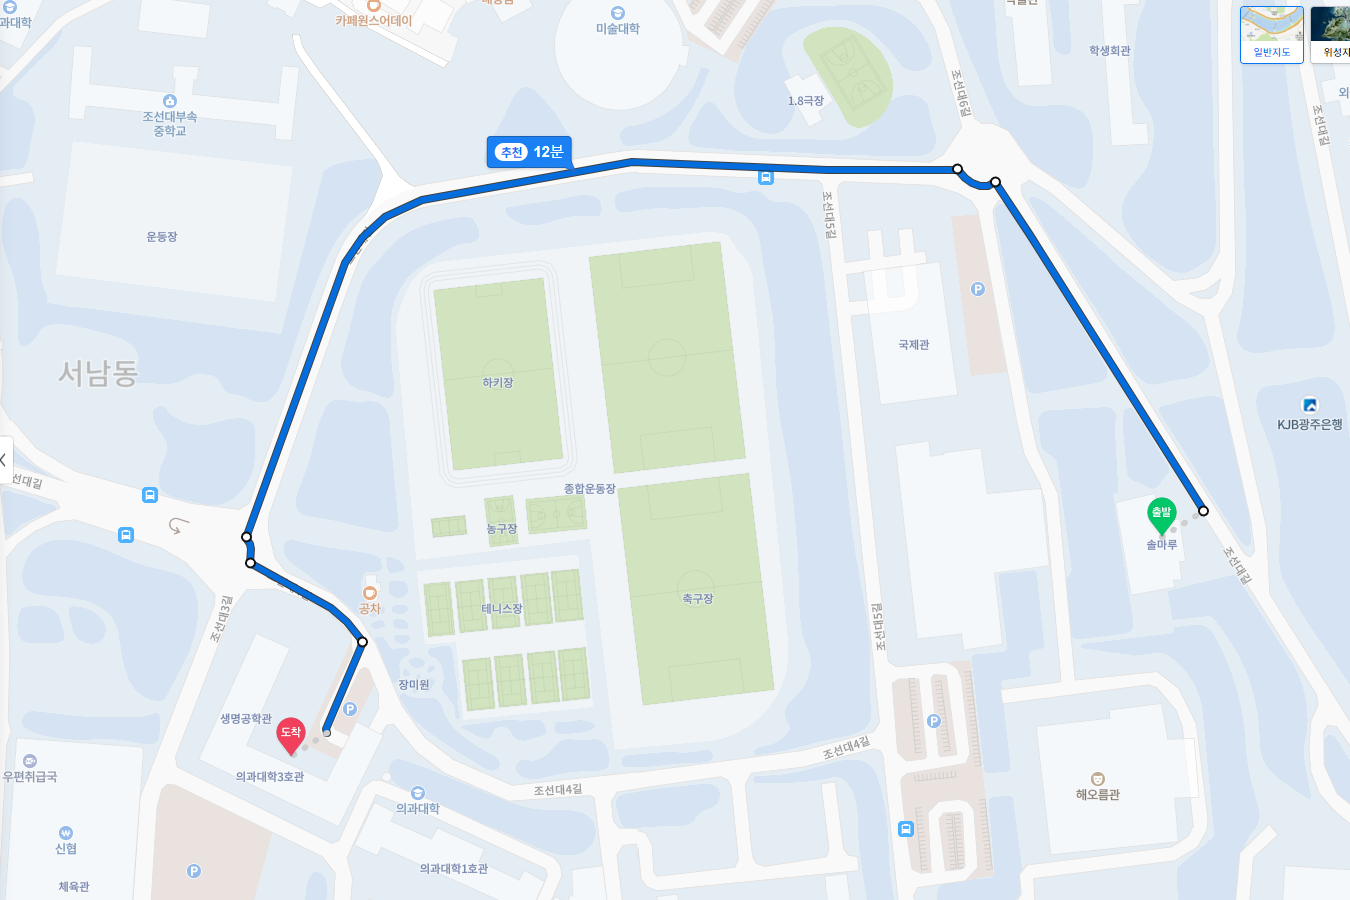 카페원스어데이
미술대학
학생회관
일반지도
과대학
조선대6길
1.8극장
조선대부속
중학교
조선대길
추천 12분
운동장
조선대5길
P
국제관
서남동
하키장
KJB광주은행
선대길
종합운동장
농구장
출발
솔마루
조선대길
공차
테니스장
축구장
조선대3길
조선대5길
장미원
생명공학관
P
도착
P
조선대4길
우편취급국
의과대학3호관
조선대4길
해오름관
의과대학
신협
의과대학1호관
P
체육관